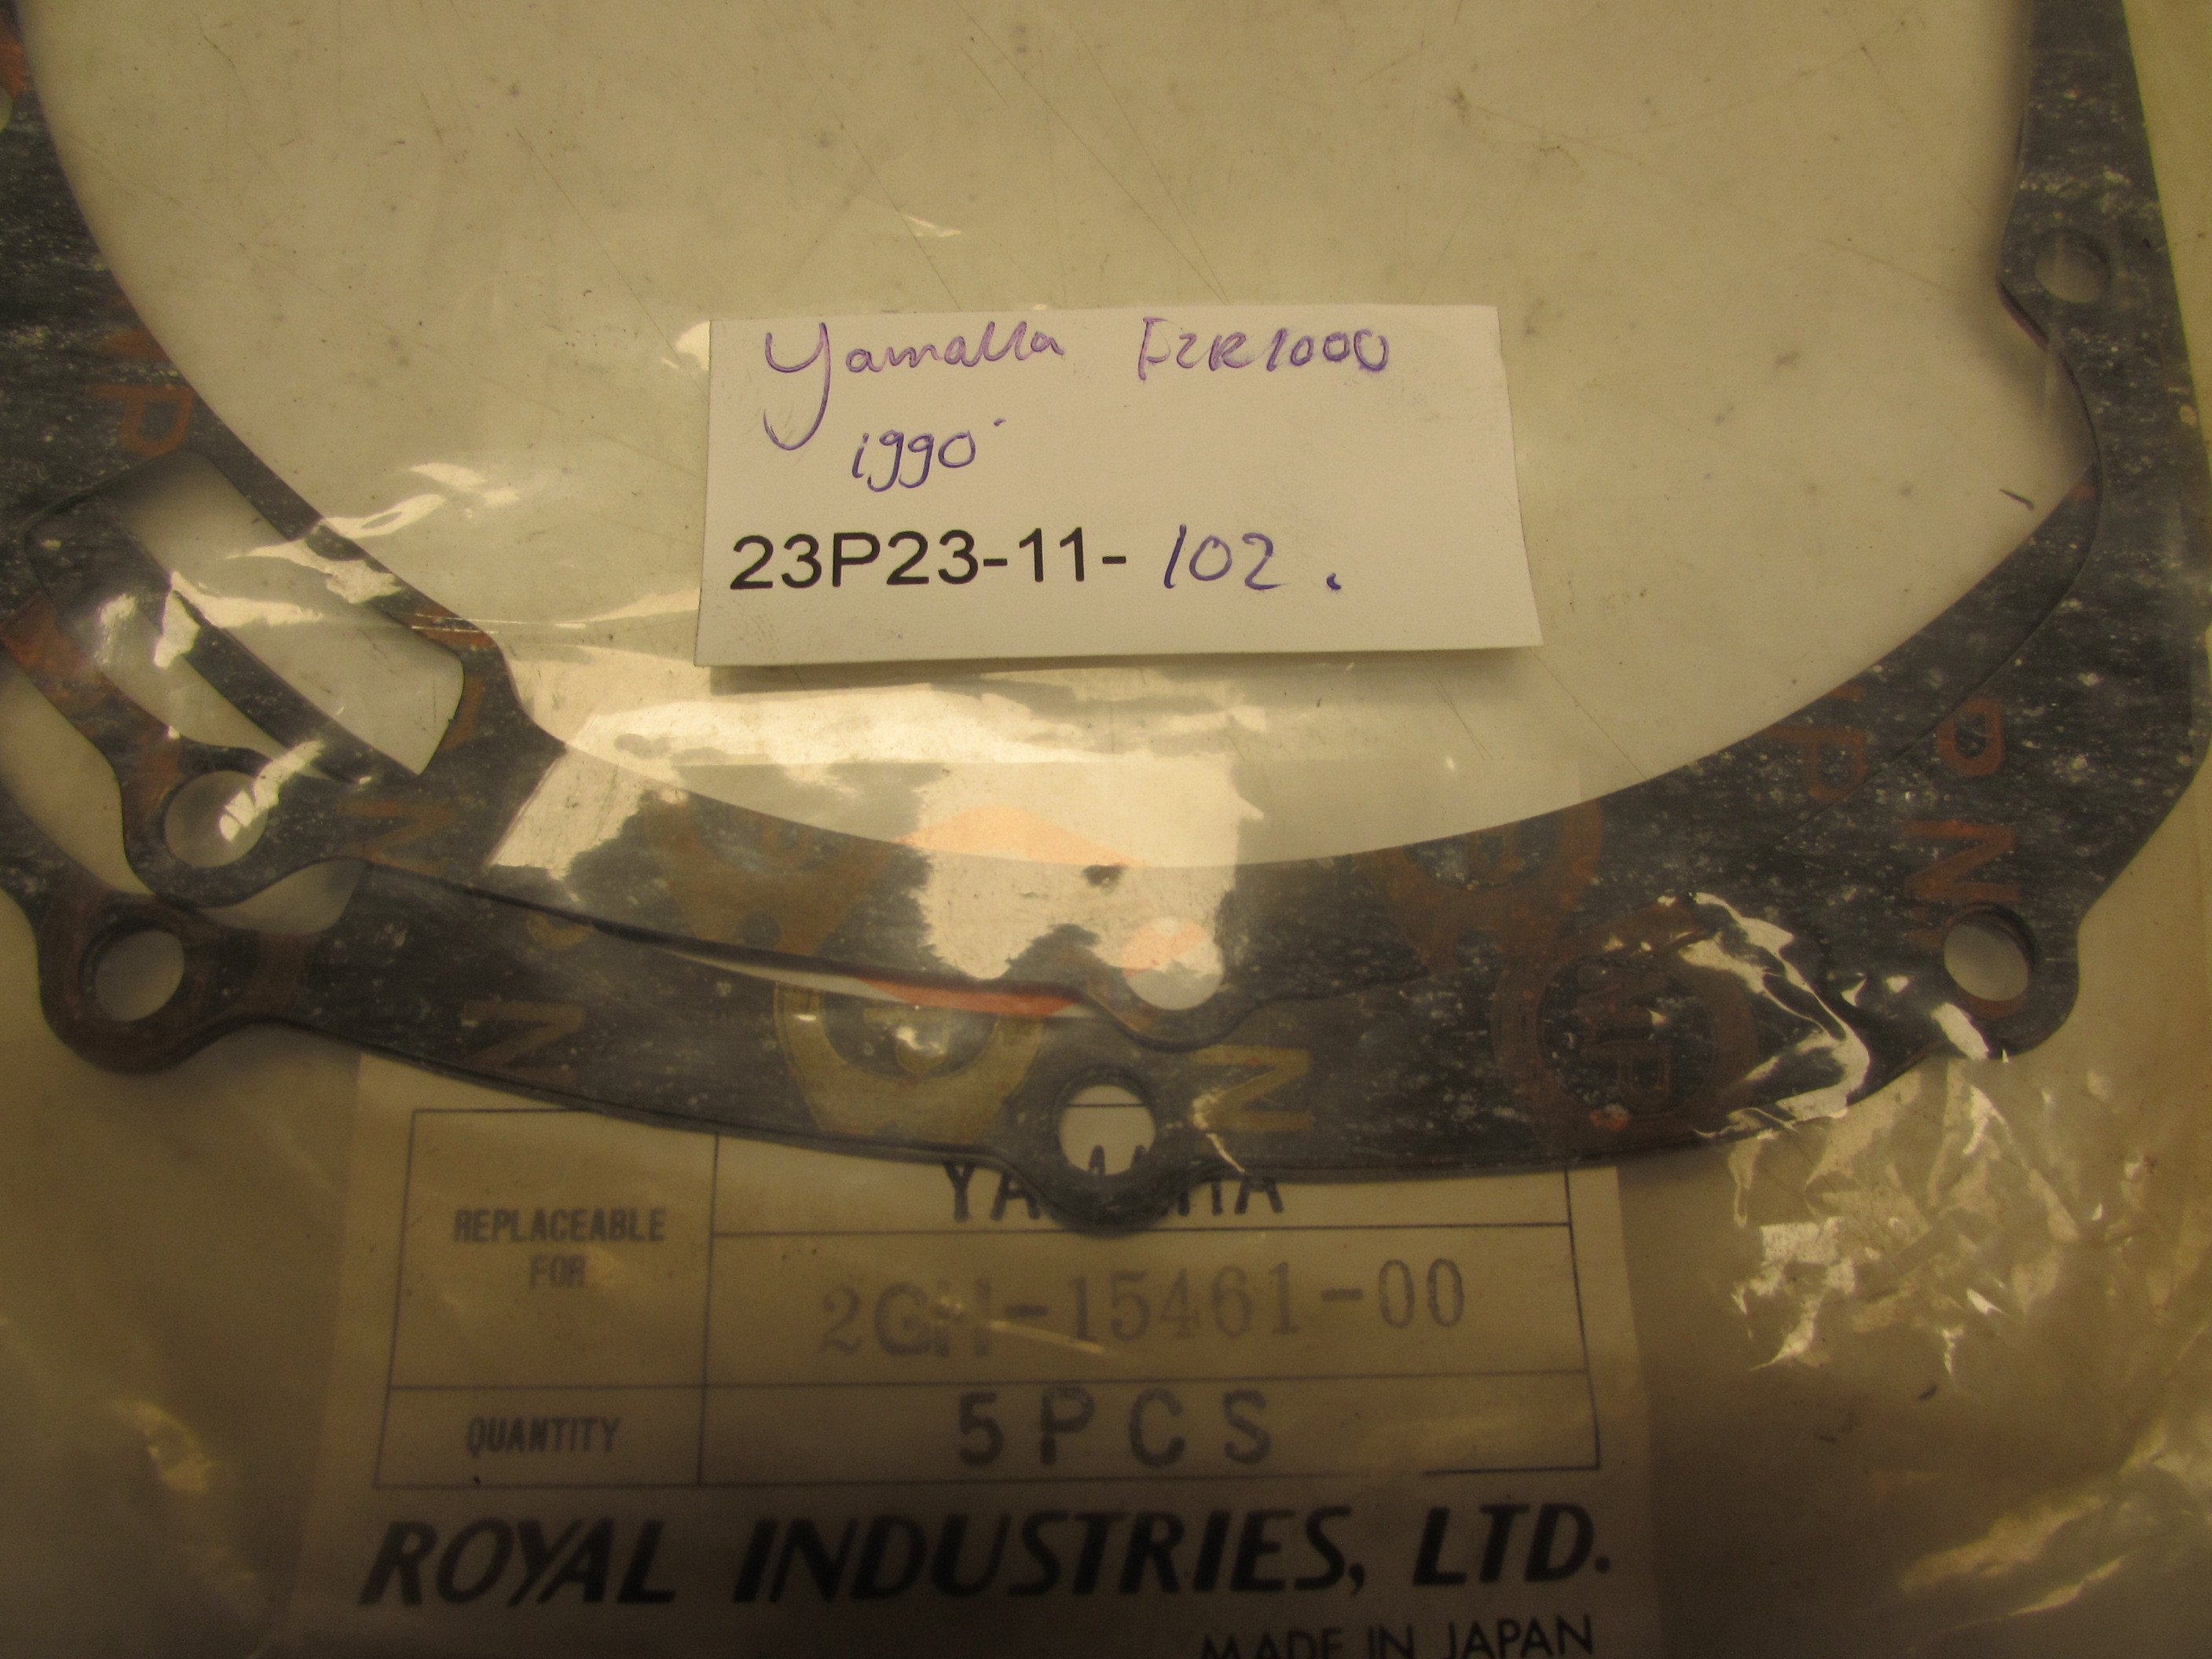 Yamaha FZR1000
1990
23P23-11-102.
P
P
P
P
N
N
N
N
MR
YAMAHA
REPLACEABLE
FOR
2GH-15461-00
QUANTITY
5PCS
ROYAL INDUSTRIES, LTD.
MADE IN JAPAN